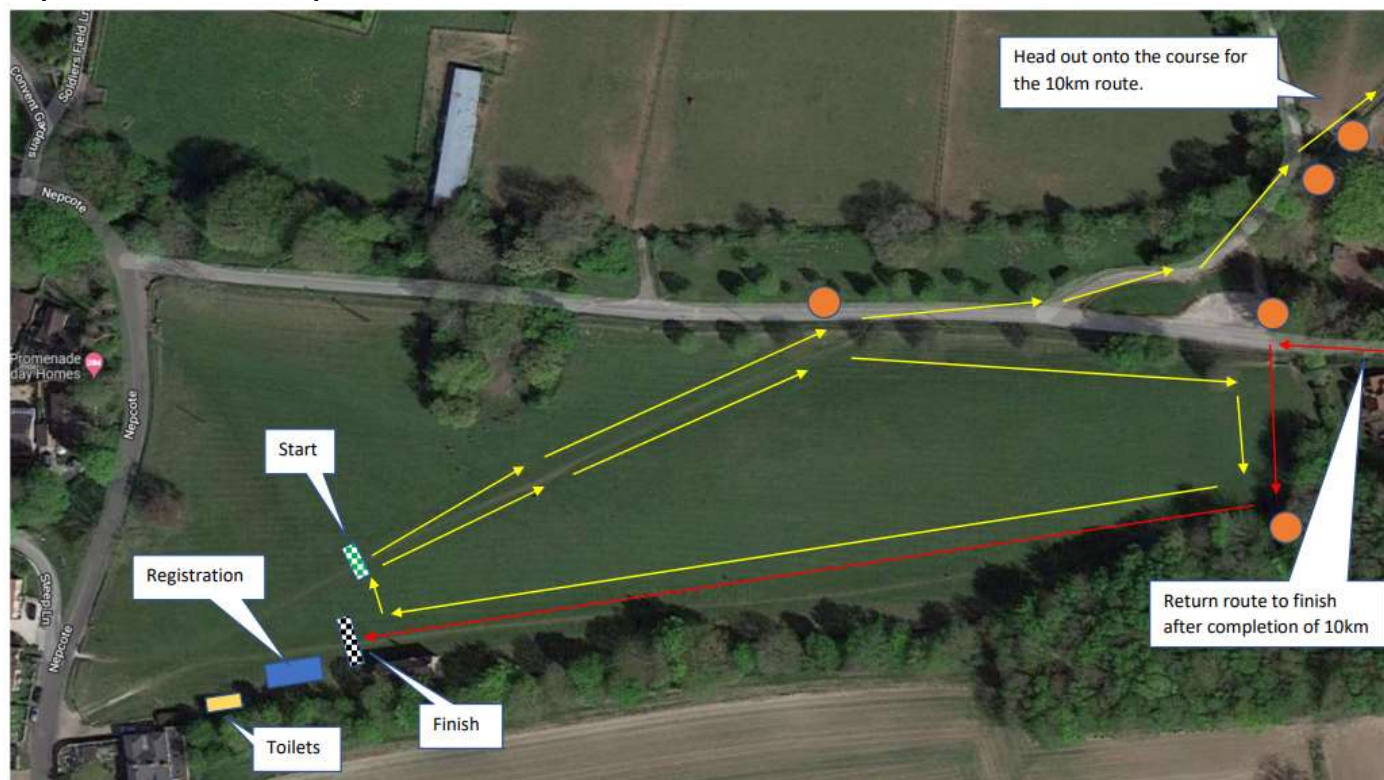 Head out onto the course for
the 10km route.
Soldiers Field Ln
Convent Gardens
Nepcote
Promenade
day Homes
Nepcote
Start
Registration
Steep Ln
Nepcote
Return route to finish
after completion of 10km
Finish
Toilets